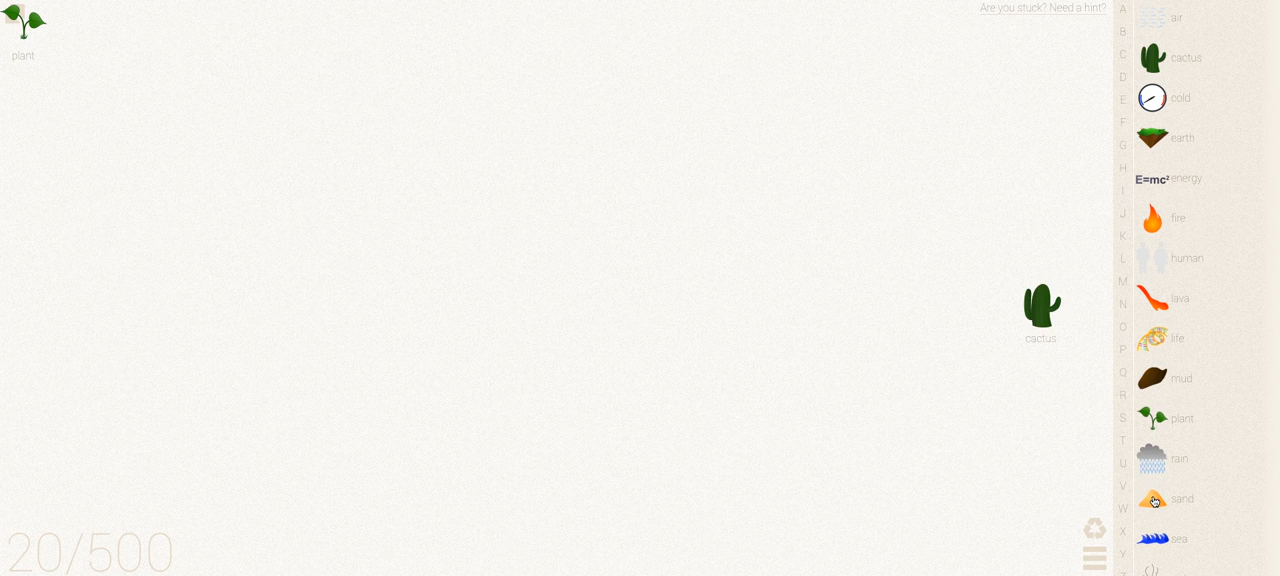 plant
Are you stuck? Need a hint?
cactus
20/500
A
B
C
D
E
F
G
H
I
J
K
L
M
N
O
P
Q
R
S
T
U
V
W
X
Y
air
cactus
cold
earth
E=mc² energy
fire
human
lava
life
mud
plant
rain
sand
sea